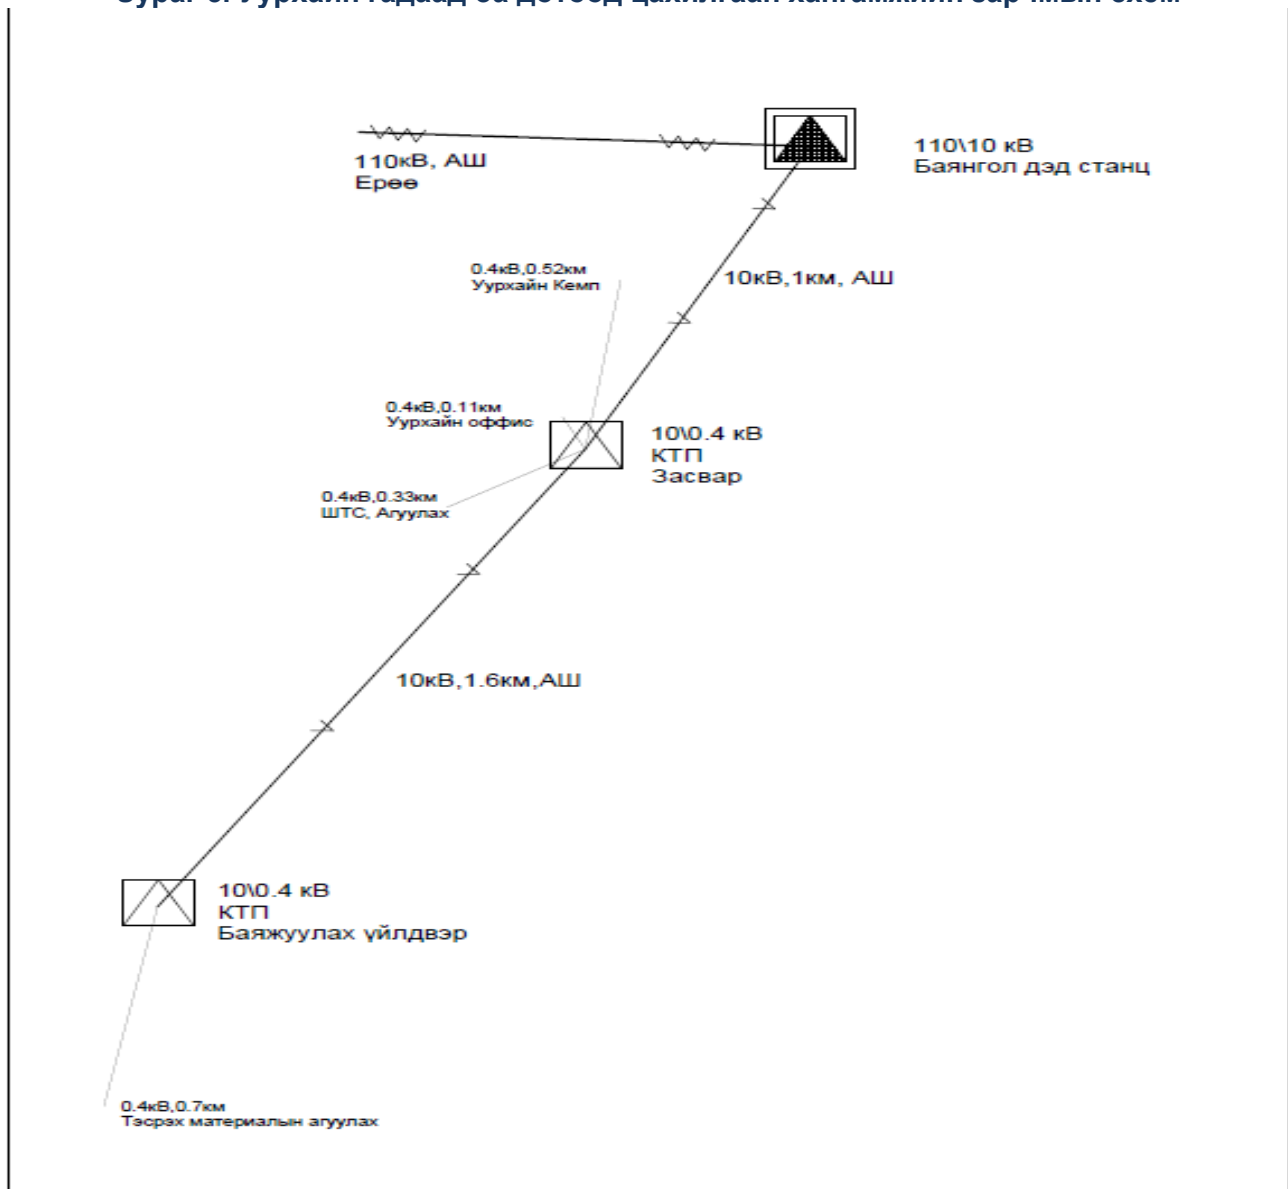 110кВ, АШ
Ерөө
110\10 кВ
Баянгол дэд станц
0.4кВ,0.52км
Уурхайн Кемп
10кВ,1км, АШ
0.4кВ,0.11км
Уурхайн оффис
10\0.4 кВ
КТП
Засвар
0.4кВ,0.33км
ШТС, Агуулах
10кВ,1.6км,АШ
10\0.4 кВ
КТП
Баяжуулах үйлдвэр
0.4кВ,0.7км
Тэсрэх материалын агуулах